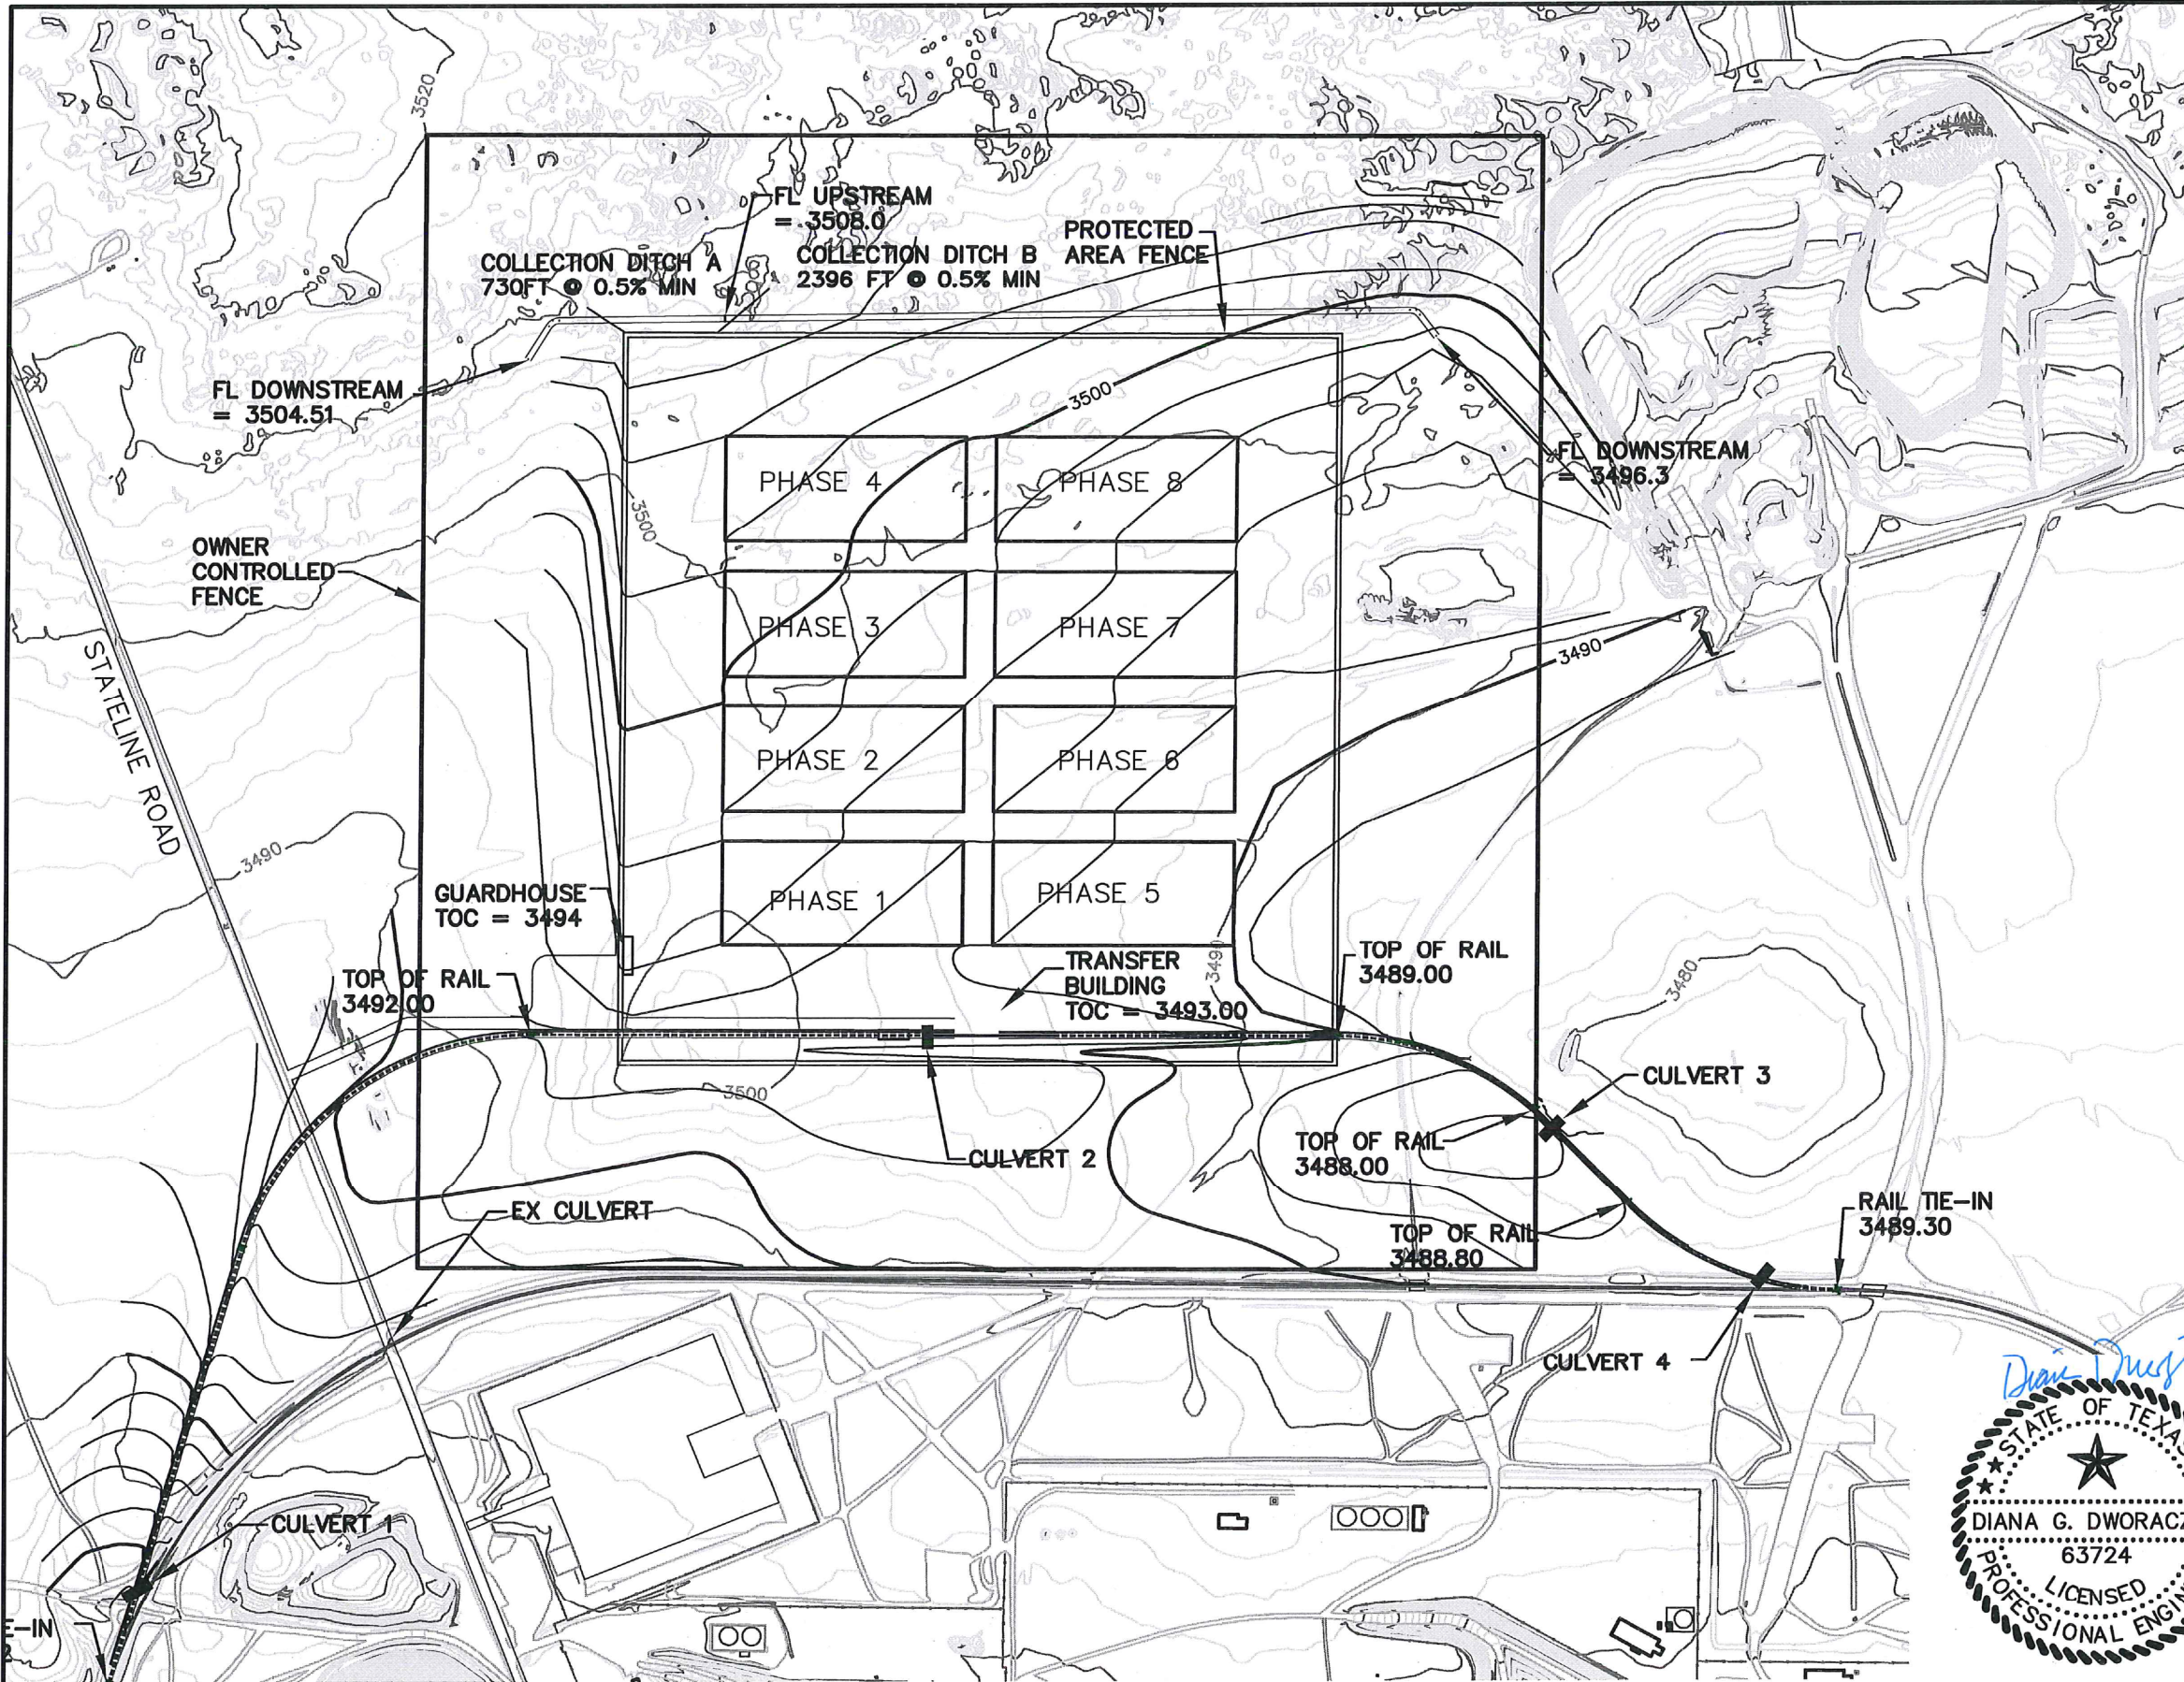 3520
FL UPSTREAM
= 3508.0
COLLECTION DITCH A
730FT @ 0.5% MIN
COLLECTION DITCH B
2396 FT @ 0.5% MIN
PROTECTED
AREA FENCE
FL DOWNSTREAM
= 3504.51
3500
FL DOWNSTREAM
= 3496.3
PHASE 4
PHASE 8
3500
OWNER
CONTROLLED
FENCE
PHASE 3
PHASE 7
3490
STATELINE ROAD
PHASE 2
PHASE 6
3490
GUARDHOUSE
TOC = 3494
PHASE 1
PHASE 5
TOP OF RAIL
3492.00
TRANSFER
BUILDING
TOC = 3493.00
3490
TOP OF RAIL
3489.00
3480
CULVERT 3
3500
CULVERT 2
TOP OF RAIL
3488.00
EX CULVERT
TOP OF RAIL
3488.80
RAIL TIE-IN
3489.30
CULVERT 4
CULVERT 1
E-IN
STATE OF TEXAS
DIANA G. DWORACZ
63724
LICENSED
PROFESSIONAL ENGIN